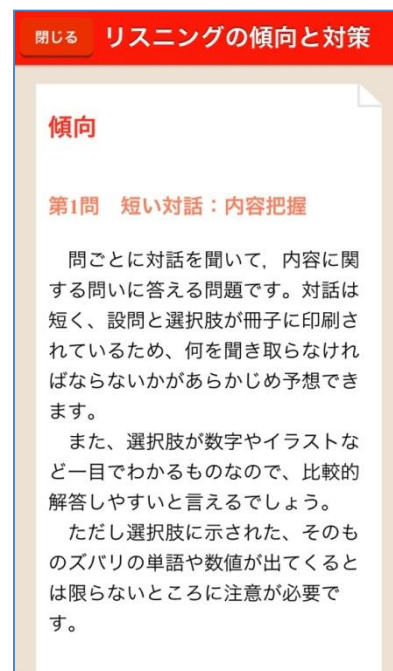 閉じる リスニングの傾向と対策
傾向
第1問　短い対話：内容把握
　問ごとに対話を聞いて，内容に関
する問いに答える問題です。対話は
短く、設問と選択肢が冊子に印刷さ
れているため、何を聞き取らなけれ
ばならないかがあらかじめ予想でき
ます。
　また、選択肢が数字やイラストな
ど一目でわかるものなので、比較的
解答しやすいと言えるでしょう。
　ただし選択肢に示された、そのも
のズバリの単語や数値が出てくると
は限らないところに注意が必要で
す。